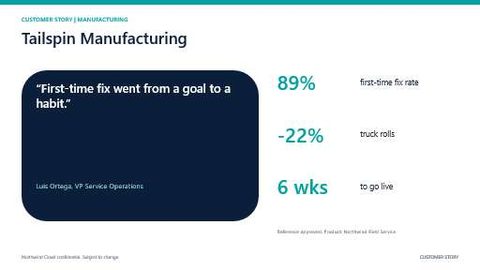 CUSTOMER STORY | MANUFACTURING
Tailspin Manufacturing
“First-time fix went from a goal to a
habit.”
Luis Ortega, VP Service Operations
89% first-time fix rate
-22% truck rolls
6 wks to go live
Reference approved. Product: Northwind Field Service
Northwind Cloud confidential. Subject to change. CUSTOMER STORY